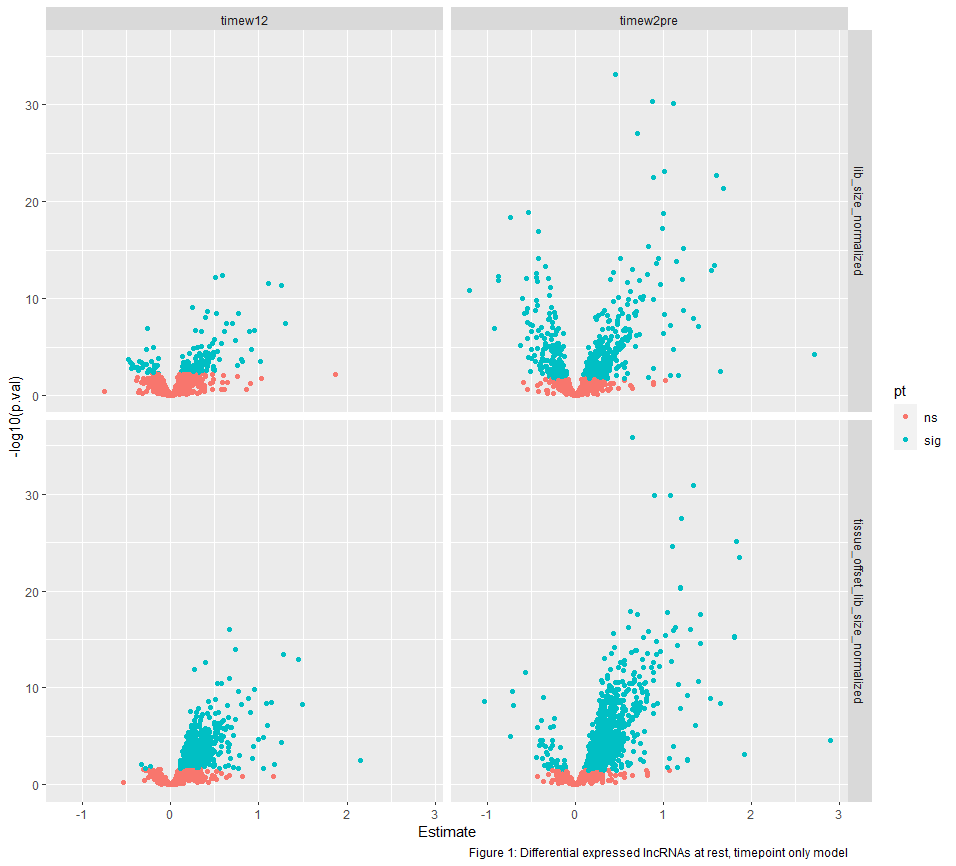 timew12
timew2pre
30
20
10
0
lib_size_normalized
30
20
10
0
tissue_offset_lib_size_normalized
-log10(p.val)
-1
0
1
2
3
-1
0
1
2
3
Estimate
pt
ns
sig
Figure 1: Differential expressed lncRNAs at rest, timepoint only model